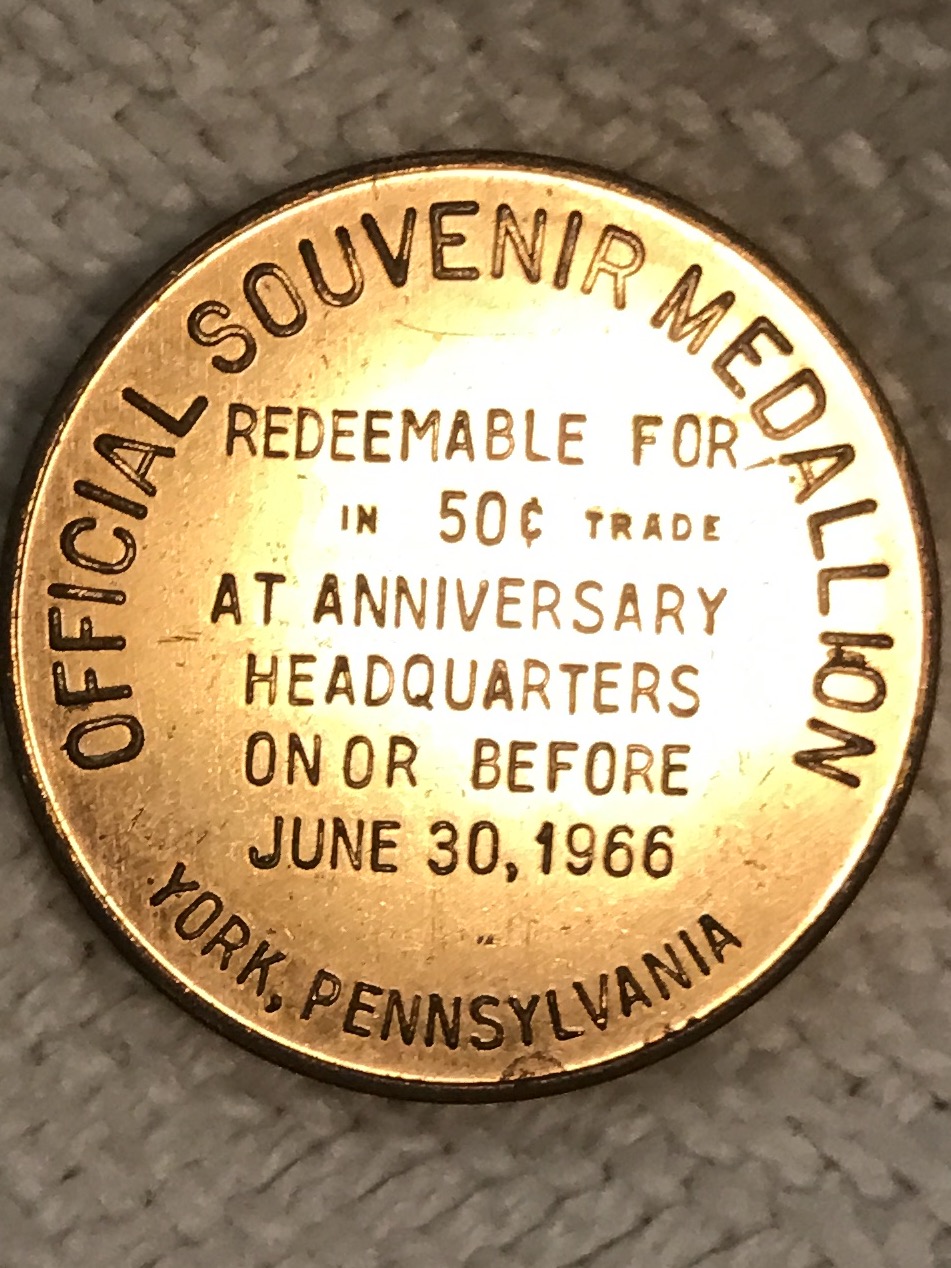 OFFICIAL SOUVENIR MEDALLION
REDEEMABLE FOR
IN 50¢ TRADE
AT ANNIVERSARY
HEADQUARTERS
ON OR BEFORE
JUNE 30, 1966
YORK, PENNSYLVANIA